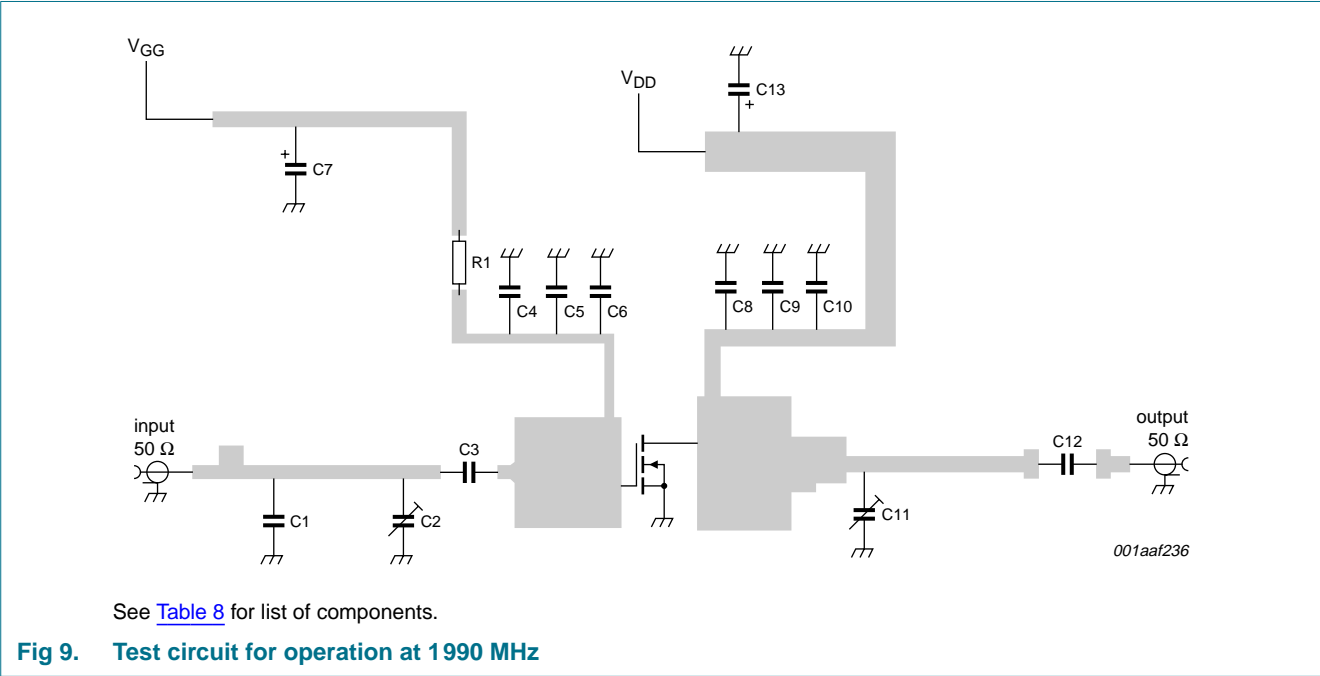 VGG
VDD
C13
+
+
C7
R1
C4
C5
C6
C8
C9
C10
input
50 Ω
C3
C1
C2
C11
C12
output
50 Ω
001aaf236
See Table 8 for list of components.
Fig 9. Test circuit for operation at 1990 MHz